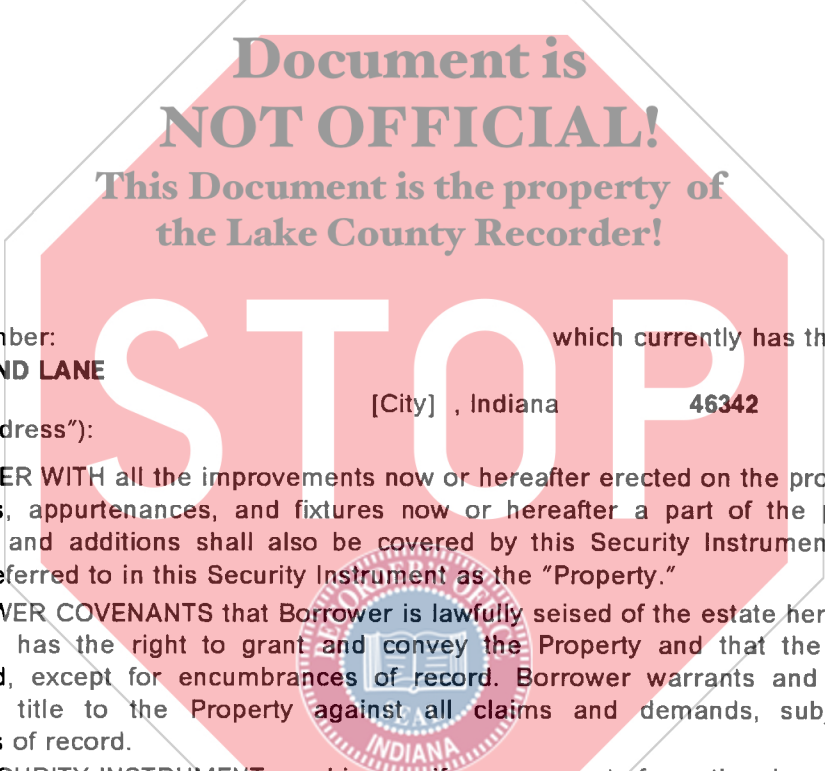 Document is
NOT OFFICIAL!
This Document is the property of
the Lake County Recorder!
STOP
mber: which currently has th
ND LANE
[City] , Indiana 46342
dress"):
ER WITH all the improvements now or hereafter erected on the pro
s, appurtenances, and fixtures now or hereafter a part of the p
and additions shall also be covered by this Security Instrumen
eferred to in this Security Instrument as the "Property."
WER COVENANTS that Borrower is lawfully seised of the estate her
has the right to grant and convey the Property and that the
d, except for encumbrances of record. Borrower warrants and
title to the Property against all claims and demands, sub
s of record.
RECORDER'S OFFICE
SEAL
INDIANA